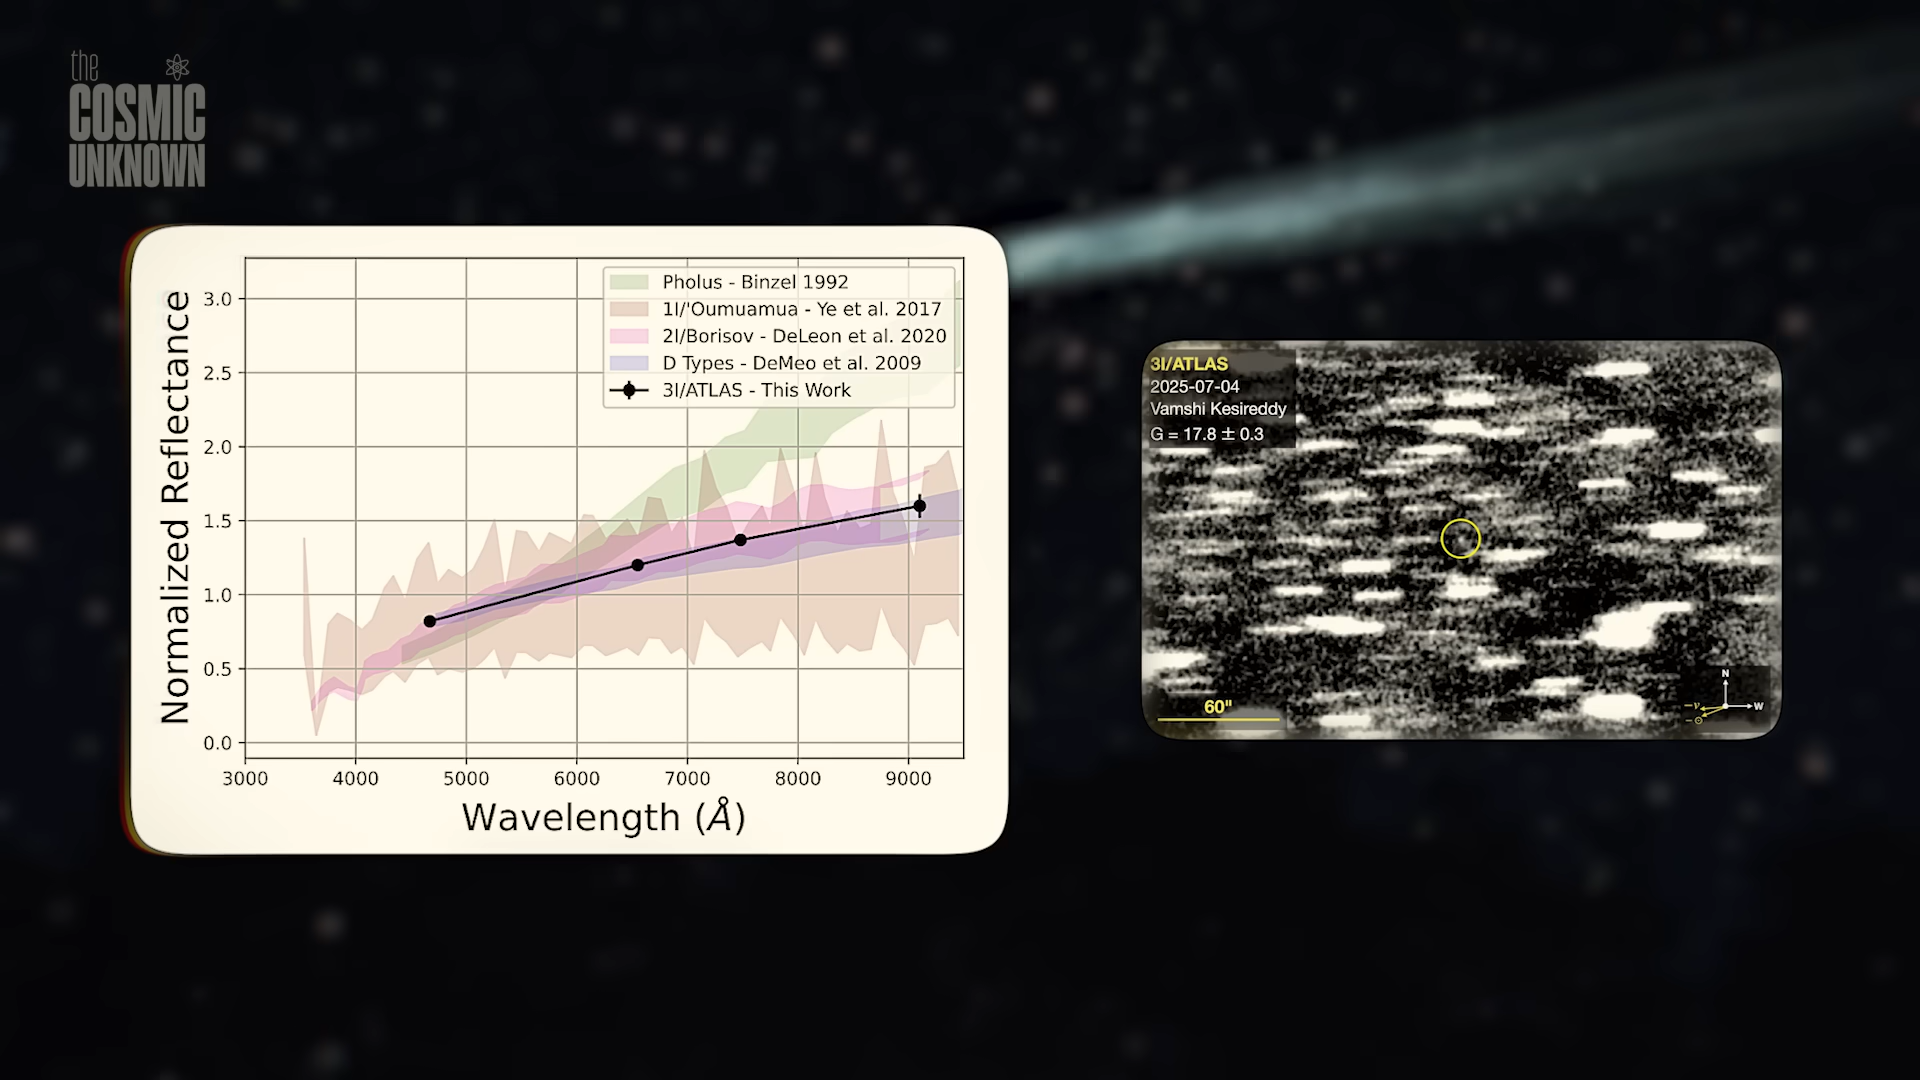 the
COSMIC
UNKNOWN
Normalized Reflectance
3.0
2.5
2.0
1.5
1.0
0.5
0.0
Pholus - Binzel 1992
1I/'Oumuamua - Ye et al. 2017
2I/Borisov - DeLeon et al. 2020
D Types - DeMeo et al. 2009
3I/ATLAS - This Work
3000 4000 5000 6000 7000 8000 9000
Wavelength (Å)
3I/ATLAS
2025-07-04
Vamshi Kesireddy
G = 17.8 ± 0.3
60"
N
W
-v
-⊙